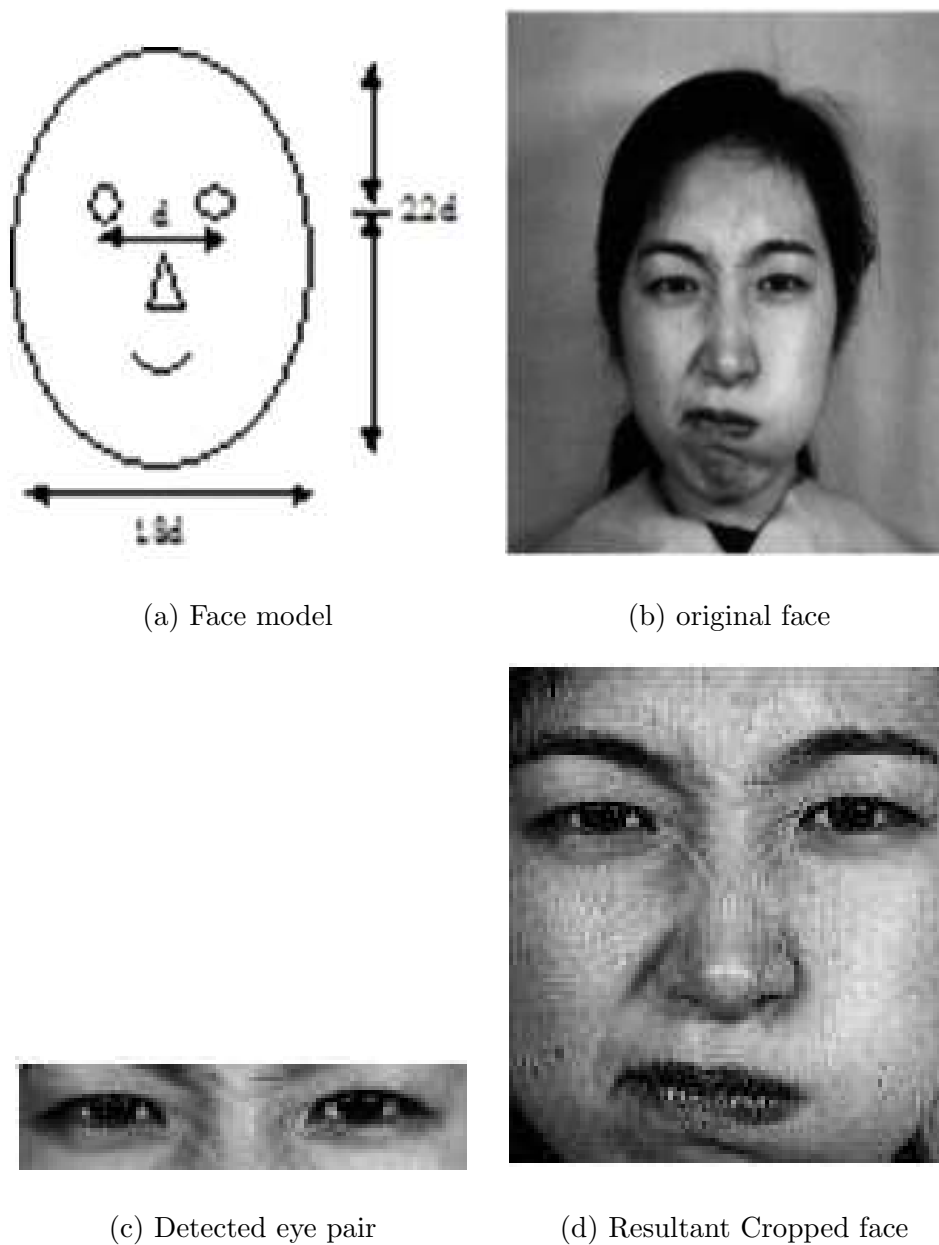 d
22d
(a) Face model
(b) original face
(c) Detected eye pair
(d) Resultant Cropped face